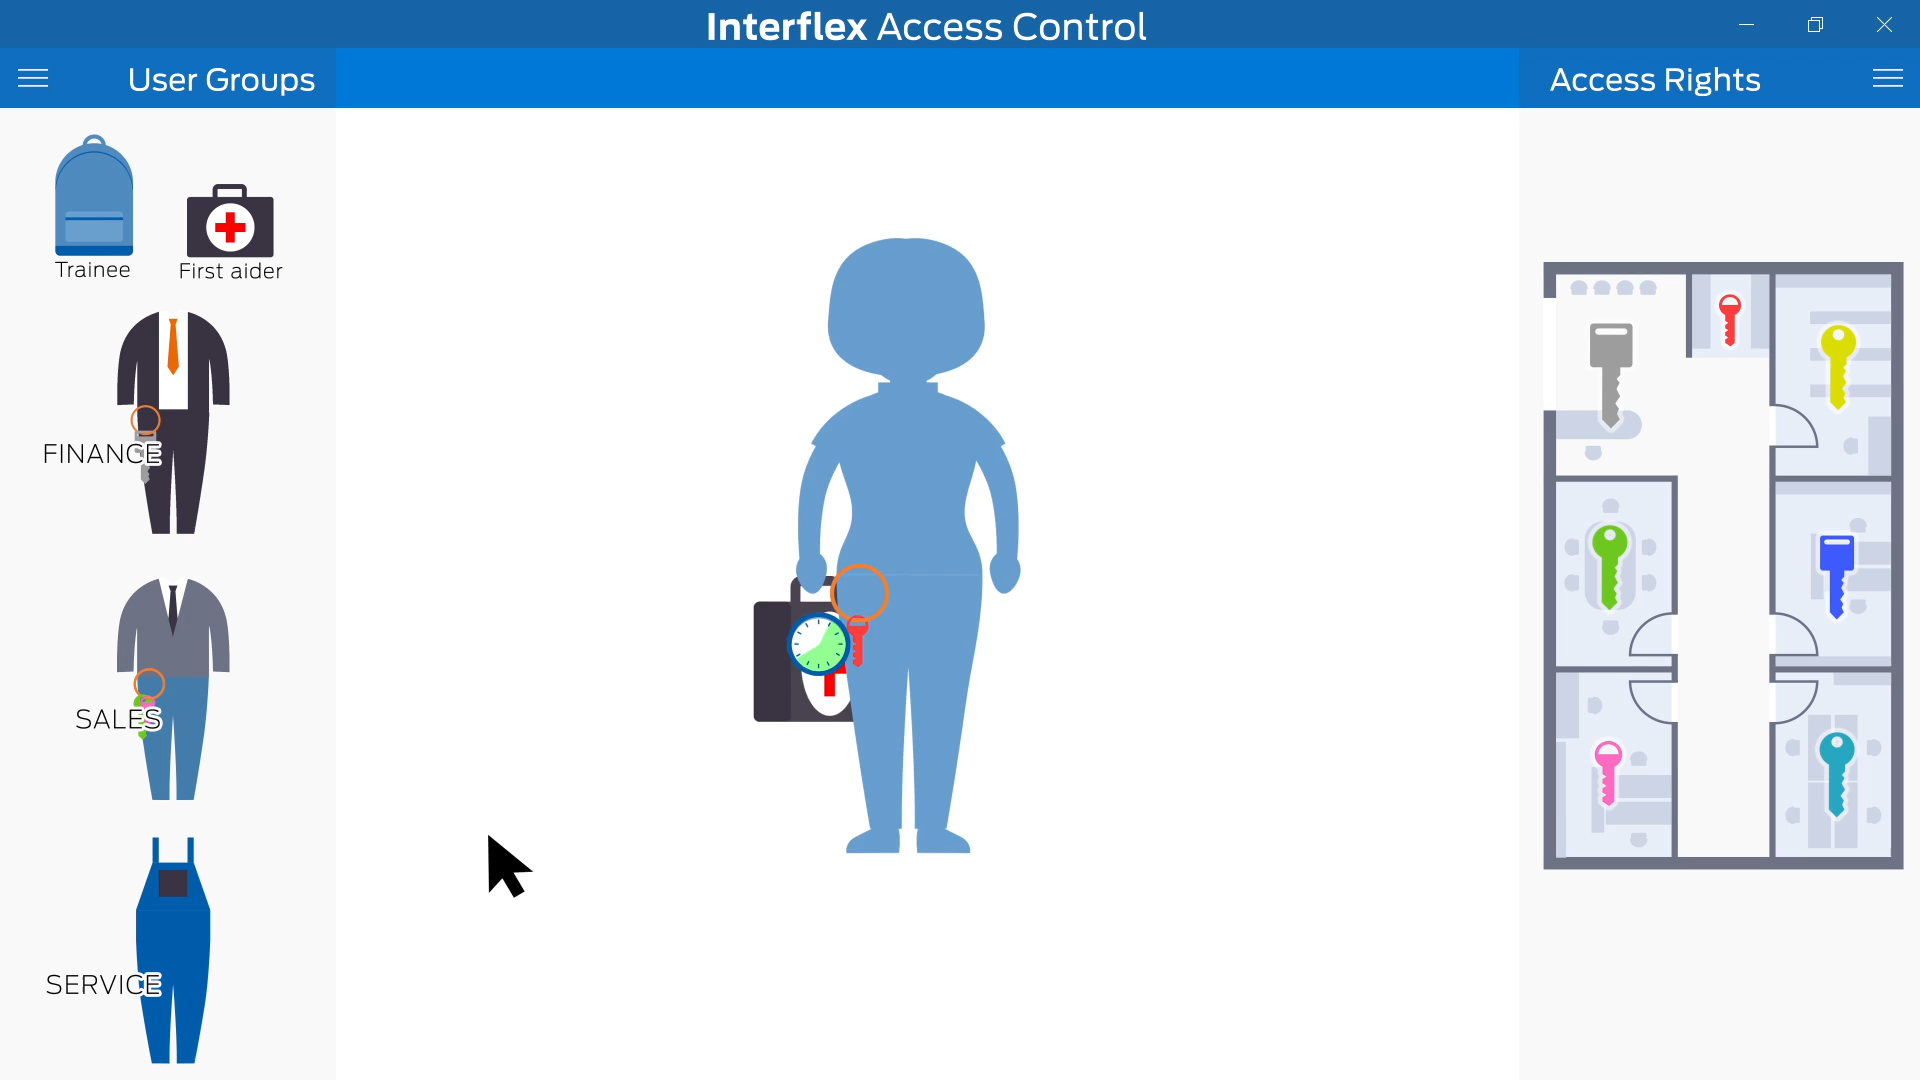 Interflex Access Control
User Groups
Access Rights
Trainee
First aider
FINANCE
SALES
SERVICE